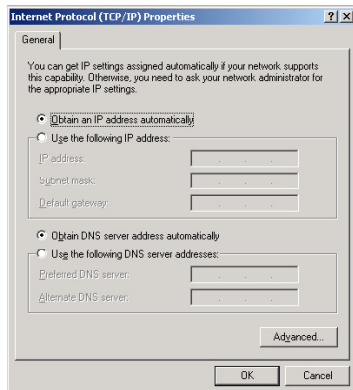 Internet Protocol (TCP/IP) Properties
General
You can get IP settings assigned automatically if your network supports
this capability. Otherwise, you need to ask your network administrator for
the appropriate IP settings.
Obtain an IP address automatically
Use the following IP address:
IP address:
Subnet mask:
Default gateway:
Obtain DNS server address automatically
Use the following DNS server addresses:
Preferred DNS server:
Alternate DNS server:
Advanced...
OK Cancel